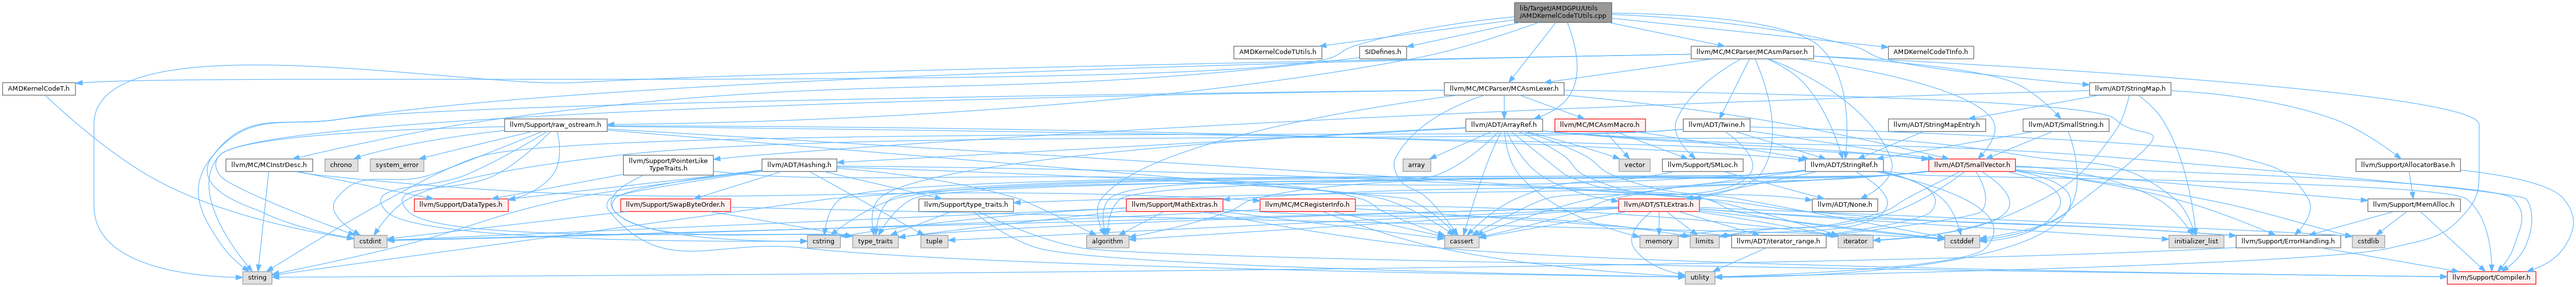 lib/Target/AMDGPU/Utils
/AMDKernelCodeTUtils.cpp
AMDKernelCodeTUtils.h
SIDefines.h
llvm/MC/MCParser/MCAsmParser.h
AMDKernelCodeTInfo.h
AMDKernelCodeT.h
llvm/MC/MCParser/MCAsmLexer.h
llvm/ADT/StringMap.h
llvm/Support/raw_ostream.h
llvm/ADT/ArrayRef.h
llvm/MC/MCAsmMacro.h
llvm/ADT/Twine.h
llvm/ADT/StringMapEntry.h
llvm/ADT/SmallString.h
llvm/MC/MCInstrDesc.h
chrono
system_error
llvm/Support/PointerLike
TypeTraits.h
llvm/ADT/Hashing.h
array
vector
llvm/Support/SMLoc.h
llvm/ADT/StringRef.h
llvm/ADT/SmallVector.h
llvm/Support/AllocatorBase.h
llvm/Support/DataTypes.h
llvm/Support/SwapByteOrder.h
llvm/Support/type_traits.h
llvm/Support/MathExtras.h
llvm/MC/MCRegisterInfo.h
llvm/ADT/STLExtras.h
llvm/ADT/None.h
llvm/Support/MemAlloc.h
cstdint
cstring
type_traits
tuple
algorithm
cassert
memory
limits
llvm/ADT/iterator_range.h
iterator
cstddef
initializer_list
llvm/Support/ErrorHandling.h
cstdlib
string
utility
llvm/Support/Compiler.h